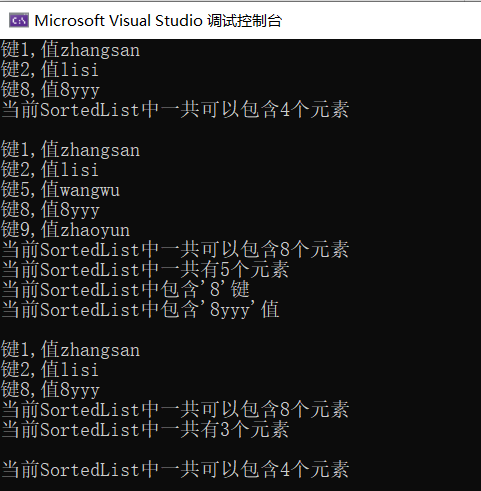 Microsoft Visual Studio 调试控制台
键1,值zhangsan
键2,值lisi
键8,值8yyy
当前SortedList中一共可以包含4个元素
键1,值zhangsan
键2,值lisi
键5,值wangwu
键8,值8yyy
键9,值zhaoyun
当前SortedList中一共可以包含8个元素
当前SortedList中一共有5个元素
当前SortedList中包含'8'键
当前SortedList中包含'8yyy'值
键1,值zhangsan
键2,值lisi
键8,值8yyy
当前SortedList中一共可以包含8个元素
当前SortedList中一共有3个元素
当前SortedList中一共可以包含4个元素